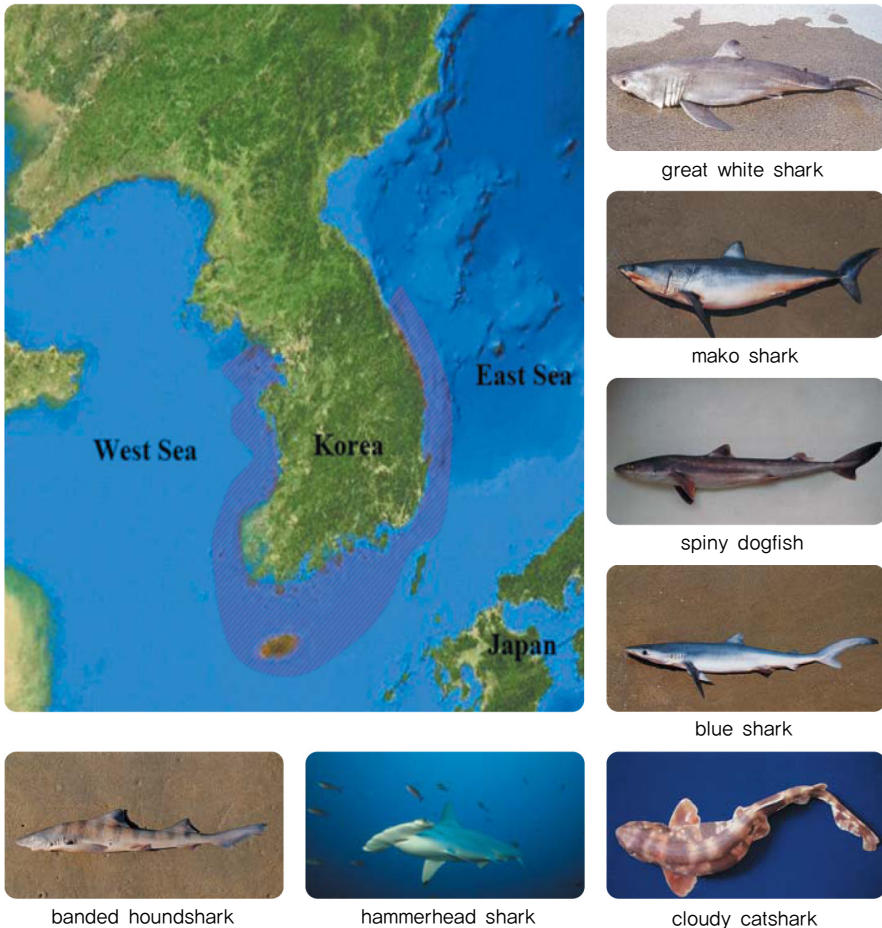 great white shark
mako shark
East Sea
West Sea
Korea
spiny dogfish
Japan
blue shark
banded houndshark
hammerhead shark
cloudy catshark